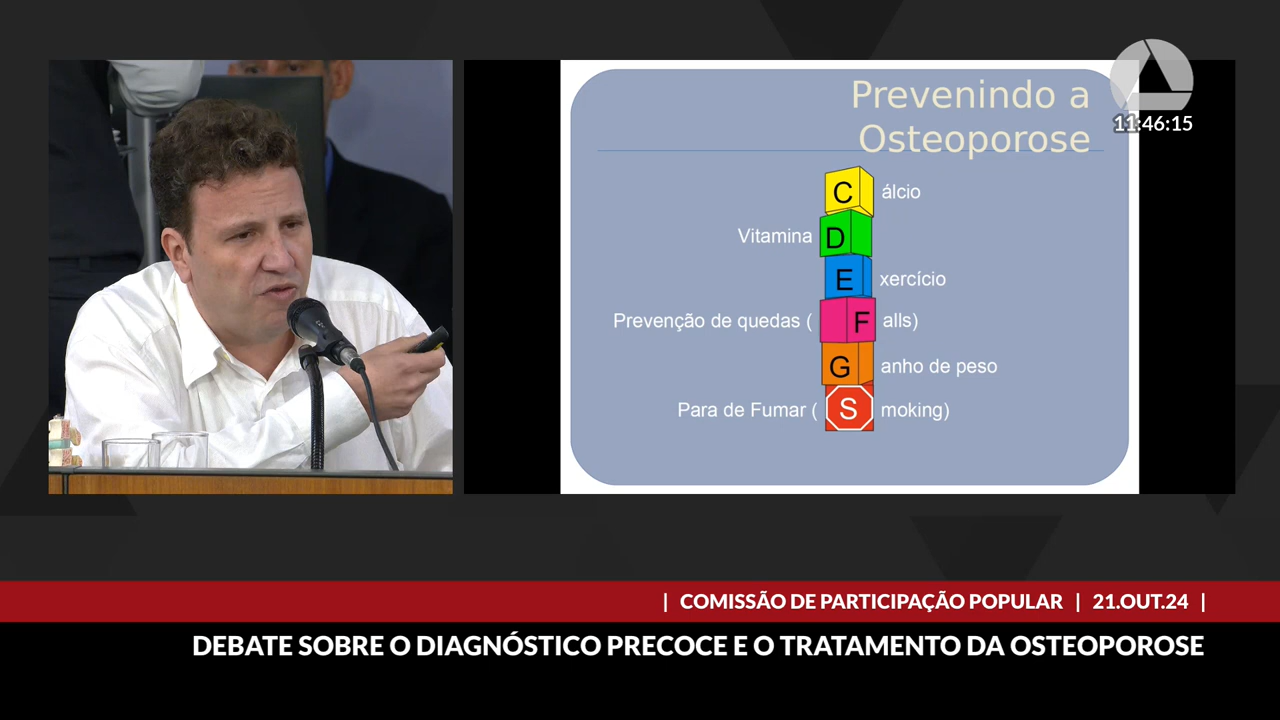 Prevenindo a
Osteoporose
11:46:15
C álcio
Vitamina D
E xercício
Prevenção de quedas ( F alls)
G anho de peso
Para de Fumar ( S moking)
| COMISSÃO DE PARTICIPAÇÃO POPULAR | 21.OUT.24 |
DEBATE SOBRE O DIAGNÓSTICO PRECOCE E O TRATAMENTO DA OSTEOPOROSE